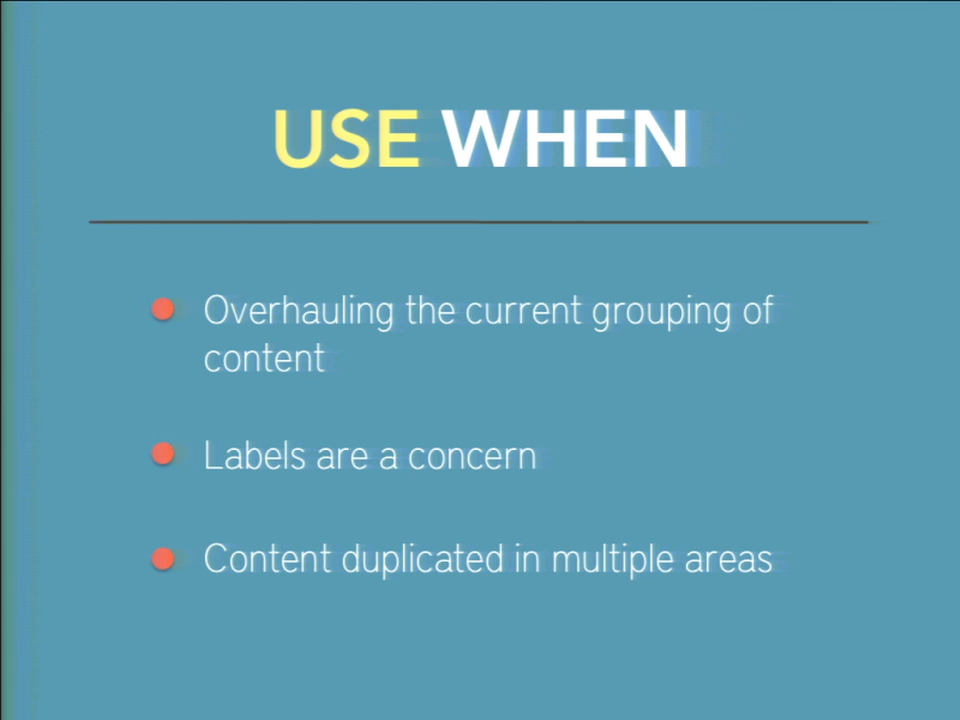 USE WHEN
Overhauling the current grouping of
content
Labels are a concern
Content duplicated in multiple areas